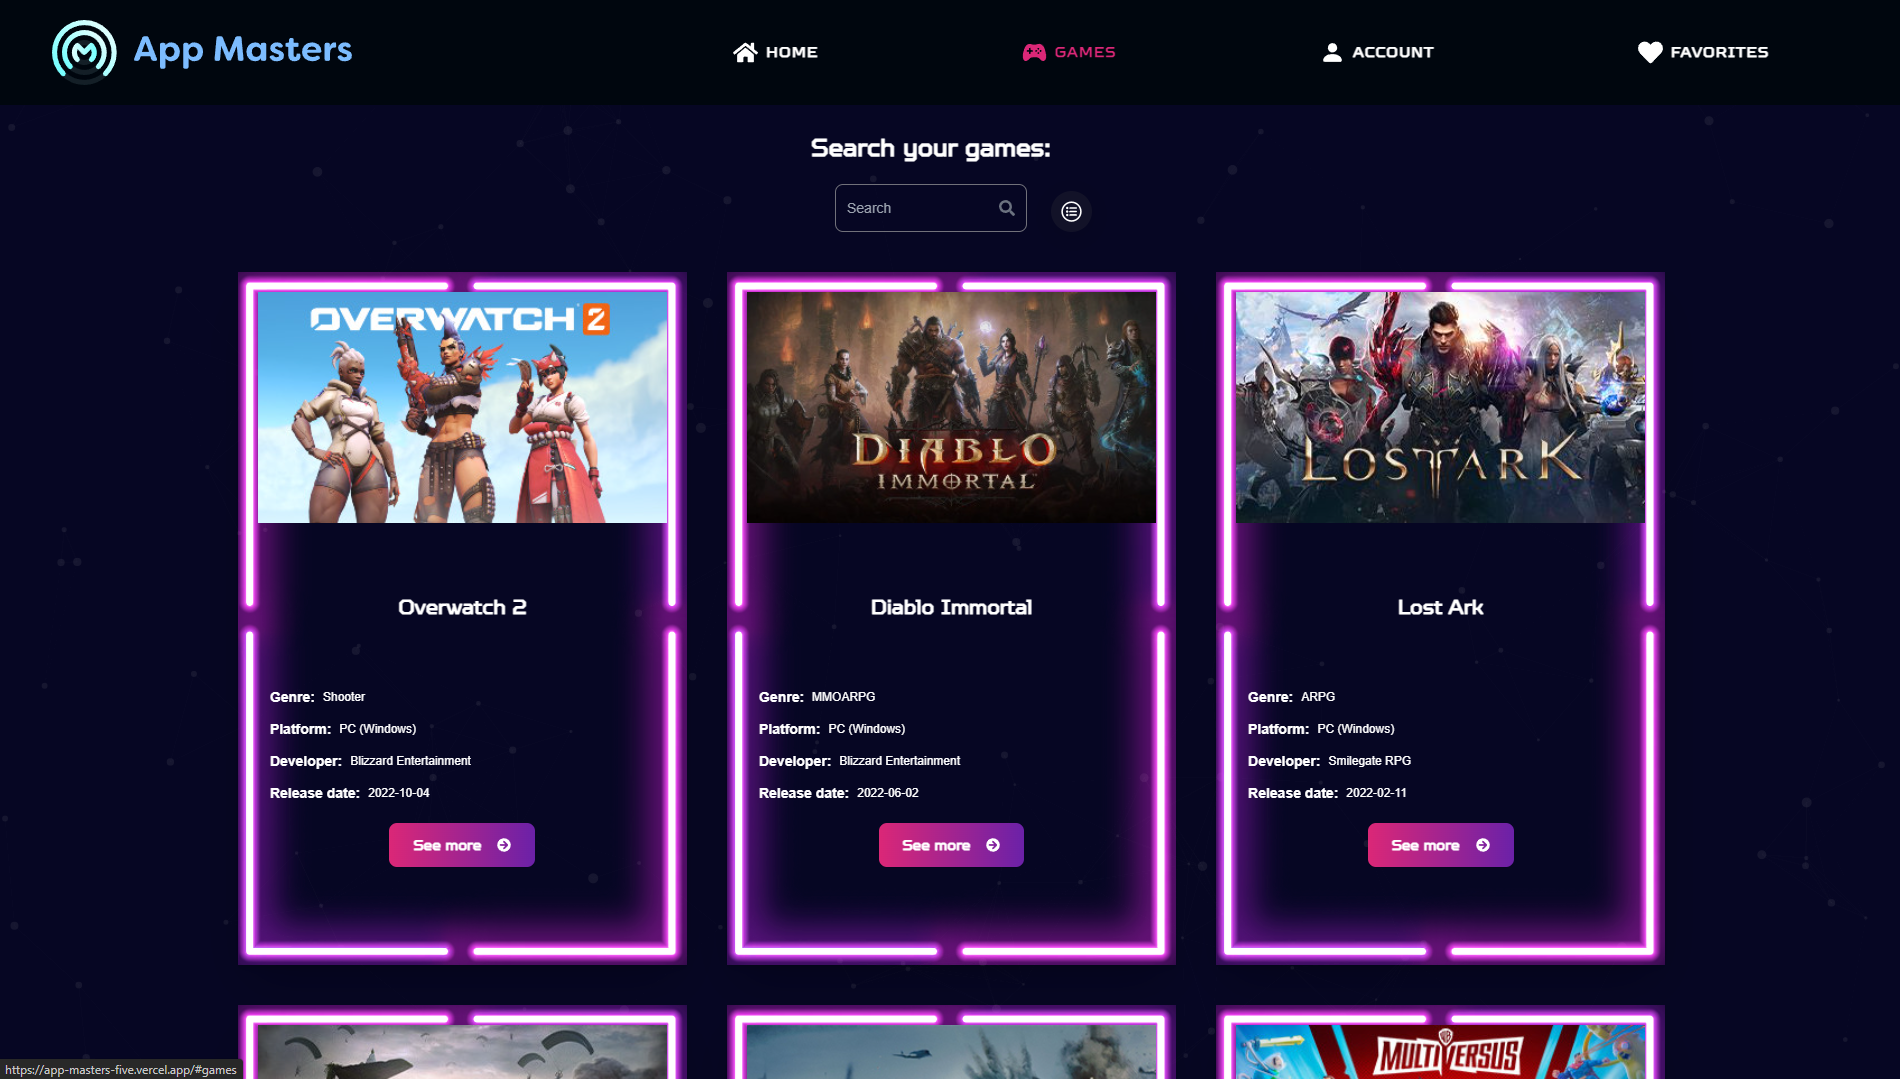 App Masters
HOME
GAMES
ACCOUNT
FAVORITES
Search your games:
Search
OVERWATCH 2
DIABLO
IMMORTAL
LOST ARK
Overwatch 2
Diablo Immortal
Lost Ark
Genre: Shooter
Platform: PC (Windows)
Developer: Blizzard Entertainment
Release date: 2022-10-04
See more
Genre: MMOARPG
Platform: PC (Windows)
Developer: Blizzard Entertainment
Release date: 2022-06-02
See more
Genre: ARPG
Platform: PC (Windows)
Developer: Smilegate RPG
Release date: 2022-02-11
See more
MULTIVERSUS
https://app-masters-five.vercel.app/#games